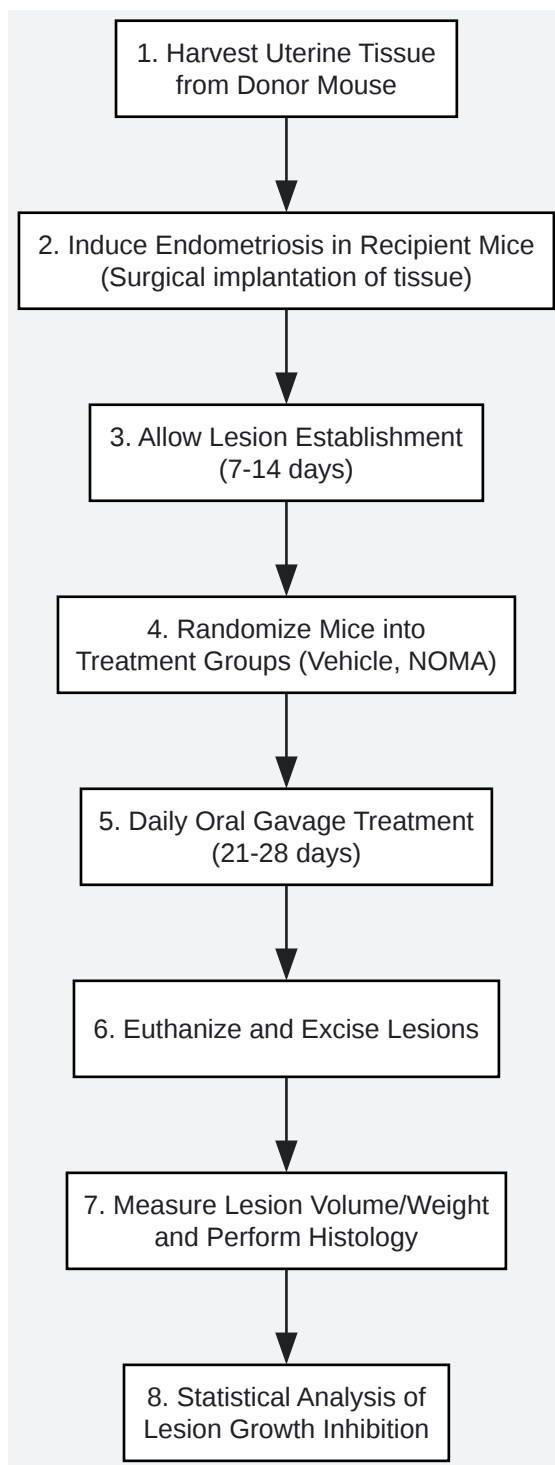 1. Harvest Uterine Tissue
from Donor Mouse
2. Induce Endometriosis in Recipient Mice
(Surgical implantation of tissue)
3. Allow Lesion Establishment
(7-14 days)
4. Randomize Mice into
Treatment Groups (Vehicle, NOMA)
5. Daily Oral Gavage Treatment
(21-28 days)
6. Euthanize and Excise Lesions
7. Measure Lesion Volume/Weight
and Perform Histology
8. Statistical Analysis of
Lesion Growth Inhibition